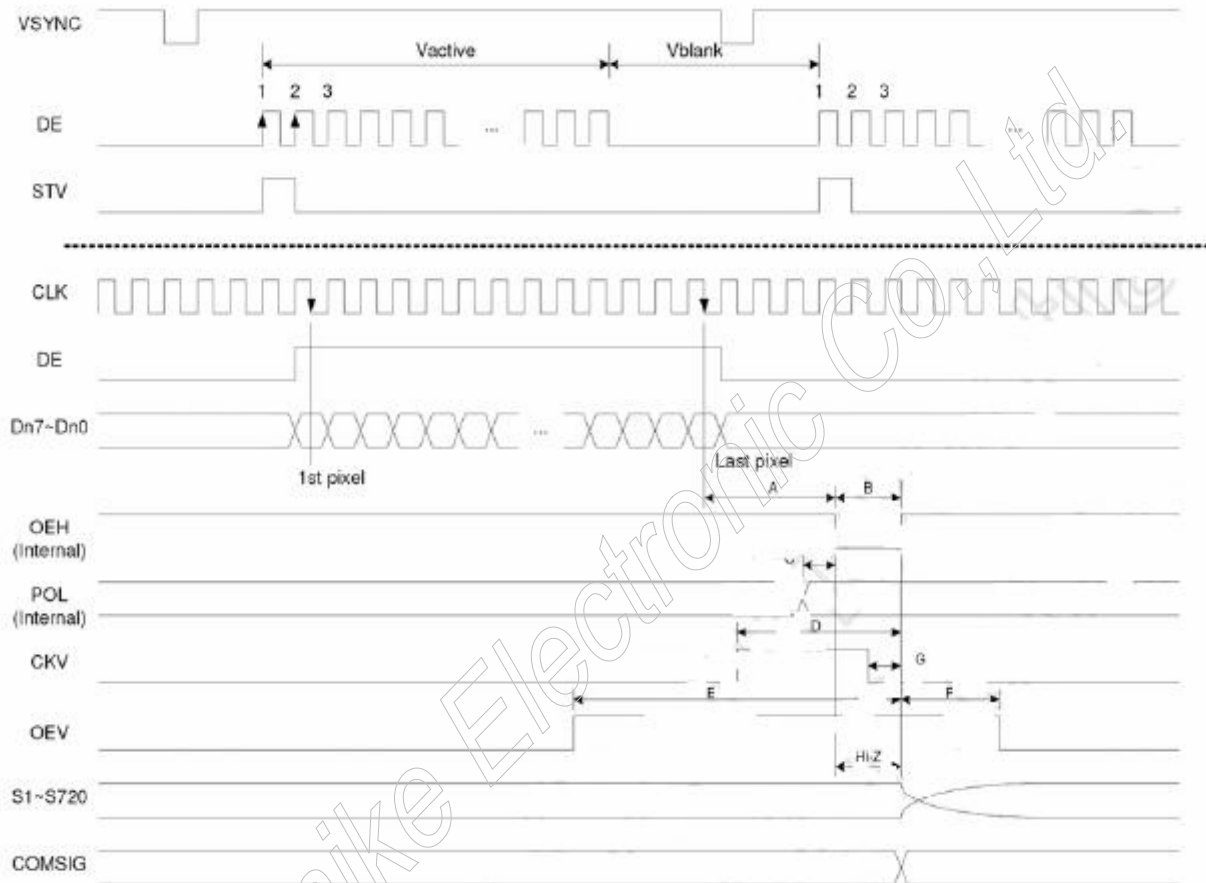 VSYNC
Vactive
Vblank
1 2 3
1 2 3
DE
...
...
STV
CLK
DE
Dn7~Dn0
...
1st pixel
Last pixel
A
B
OEH
(Internal)
C
POL
(Internal)
D
CKV
G
E
F
OEV
Hi-Z
S1~S720
COMSIG
nike Electronic Co.,Ltd.